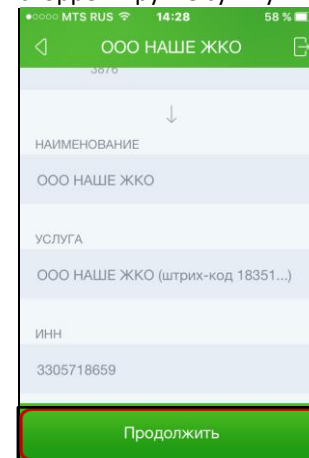 MTS RUS 14:28 58 %
ООО НАШЕ ЖКО
3876
НАИМЕНОВАНИЕ
ООО НАШЕ ЖКО
УСЛУГА
ООО НАШЕ ЖКО (штрих-код 18351...)
ИНН
3305718659
Продолжить